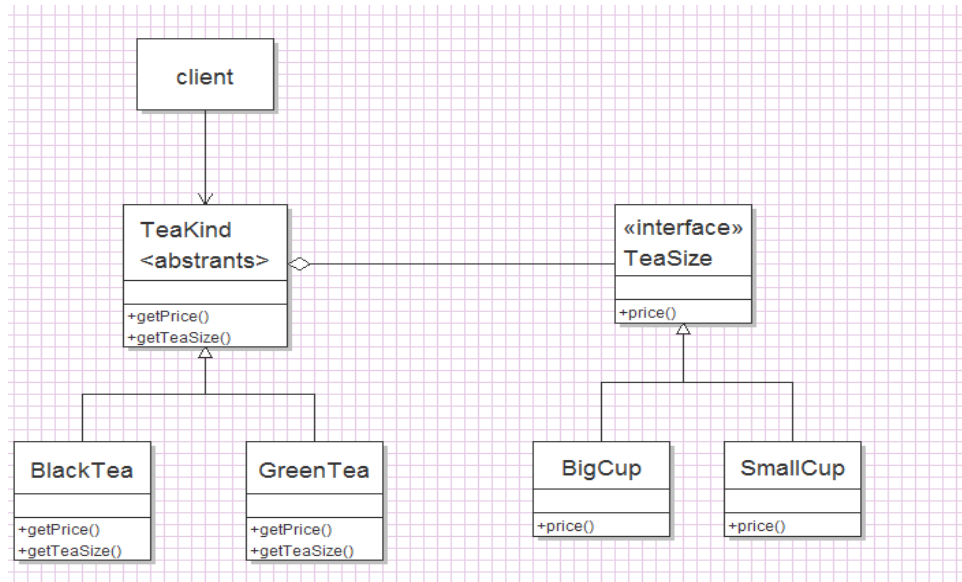 client
TeaKind
<abstrants>
+getPrice()
+getTeaSize()
«interface»
TeaSize
+price()
BlackTea
+getPrice()
+getTeaSize()
GreenTea
+getPrice()
+getTeaSize()
BigCup
+price()
SmallCup
+price()